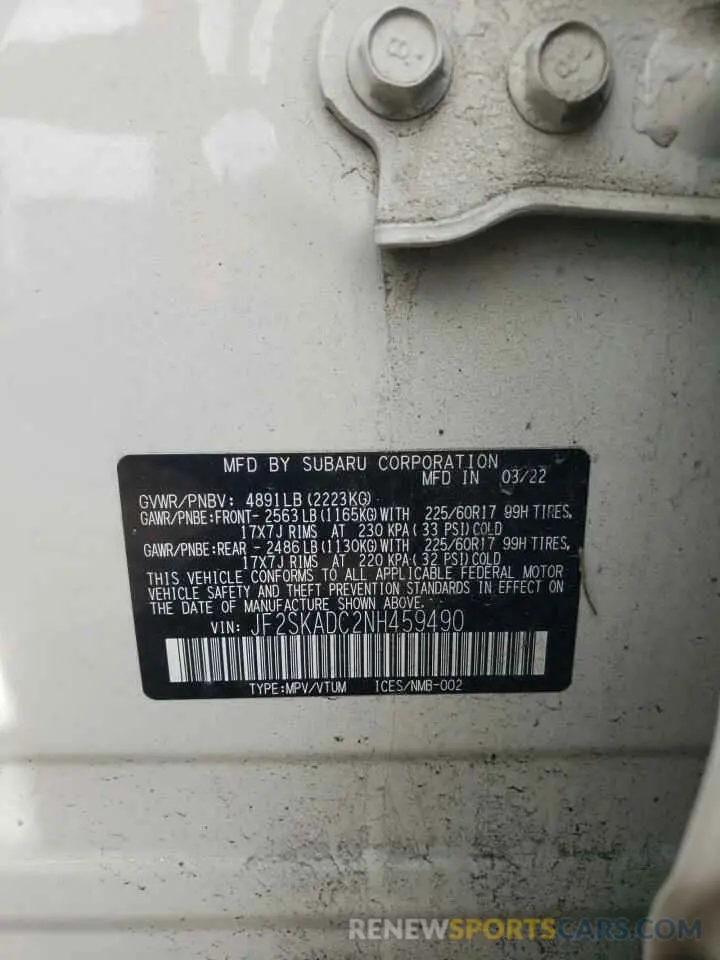 8
8
MFD BY SUBARU CORPORATION
MFD IN 03/22
GVWR/PNBV: 4891LB(2223KG)
GAWR/PNBE:FRONT-2563LB(1165KG)WITH 225/60R17 99H TIRES,
17X7J RIMS AT 230 KPA(33 PSI)COLD
GAWR/PNBE:REAR -2486LB(1130KG)WITH 225/60R17 99H TIRES,
17X7J RIMS AT 220 KPA(32 PSI)COLD
THIS VEHICLE CONFORMS TO ALL APPLICABLE FEDERAL MOTOR
VEHICLE SAFETY AND THEFT PREVENTION STANDARDS IN EFFECT ON
THE DATE OF MANUFACTURE SHOWN ABOVE.
VIN: JF2SKADC2NH459490
TYPE:MPV/VTUM ICES/NMB-002
RENEWSPORTSCARS.COM